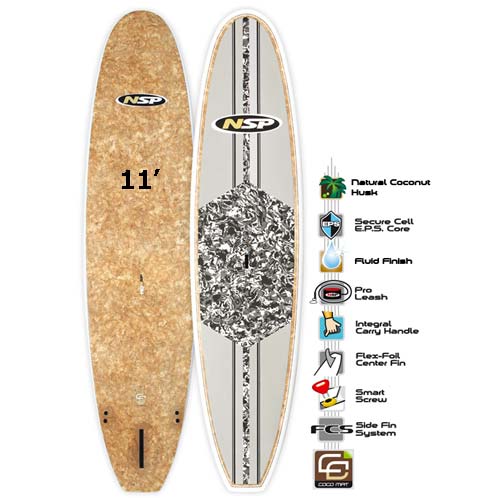 NSP
11'
NSP
Natural Coconut
Husk
EPS
Secure Cell
E.P.S. Core
Fluid Finish
Pro
Leash
Integral
Carry Handle
Flex-Foil
Center Fin
Smart
Screw
FCS
Side Fin
System
COCO MAT